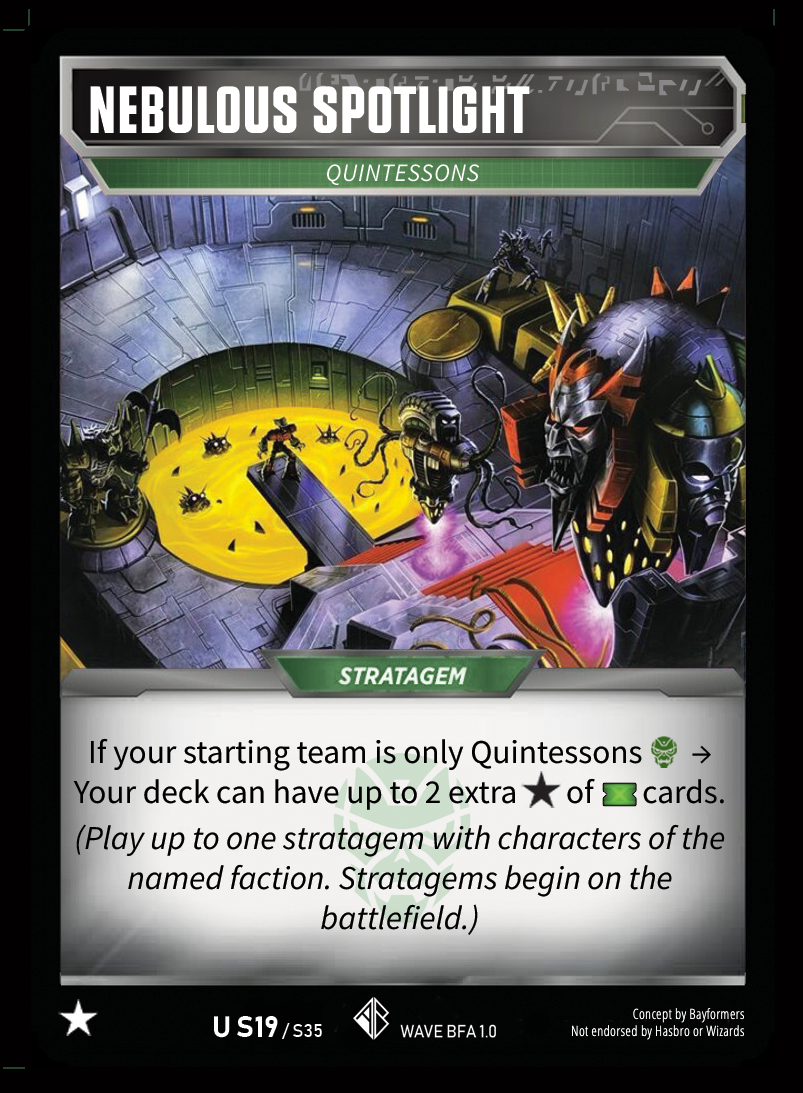 NEBULOUS SPOTLIGHT
QUINTESSONS
STRATAGEM
If your starting team is only Quintessons →
Your deck can have up to 2 extra ★ of cards.
(Play up to one stratagem with characters of the
named faction. Stratagems begin on the
battlefield.)
★
U S19 / S35
WAVE BFA 1.0
Concept by Bayformers
Not endorsed by Hasbro or Wizards